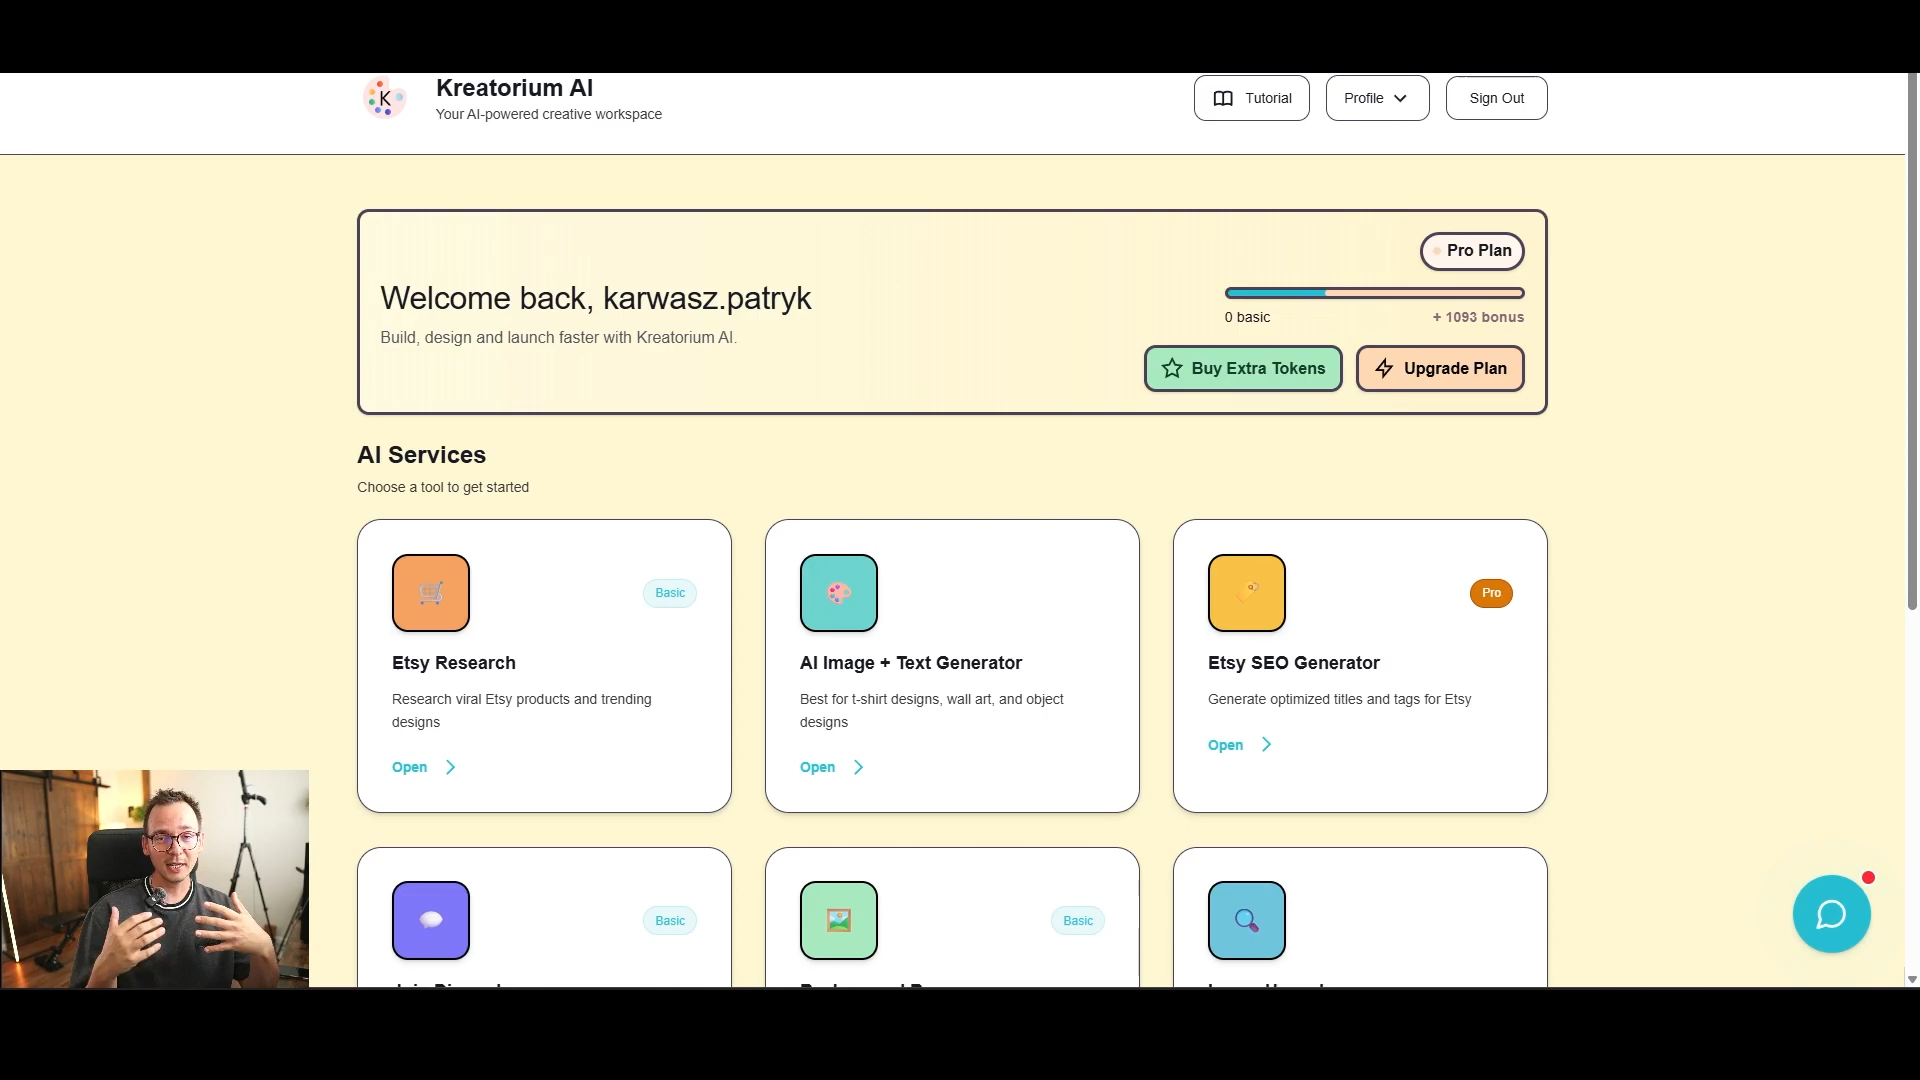 K
Kreatorium AI
Your AI-powered creative workspace
Tutorial
Profile
Sign Out
Pro Plan
Welcome back, karwasz.patryk
Build, design and launch faster with Kreatorium AI.
0 basic
+ 1093 bonus
Buy Extra Tokens
Upgrade Plan
AI Services
Choose a tool to get started
Basic
Etsy Research
Research viral Etsy products and trending
designs
Open
AI Image + Text Generator
Best for t-shirt designs, wall art, and object
designs
Open
Pro
Etsy SEO Generator
Generate optimized titles and tags for Etsy
Open
Basic
Basic